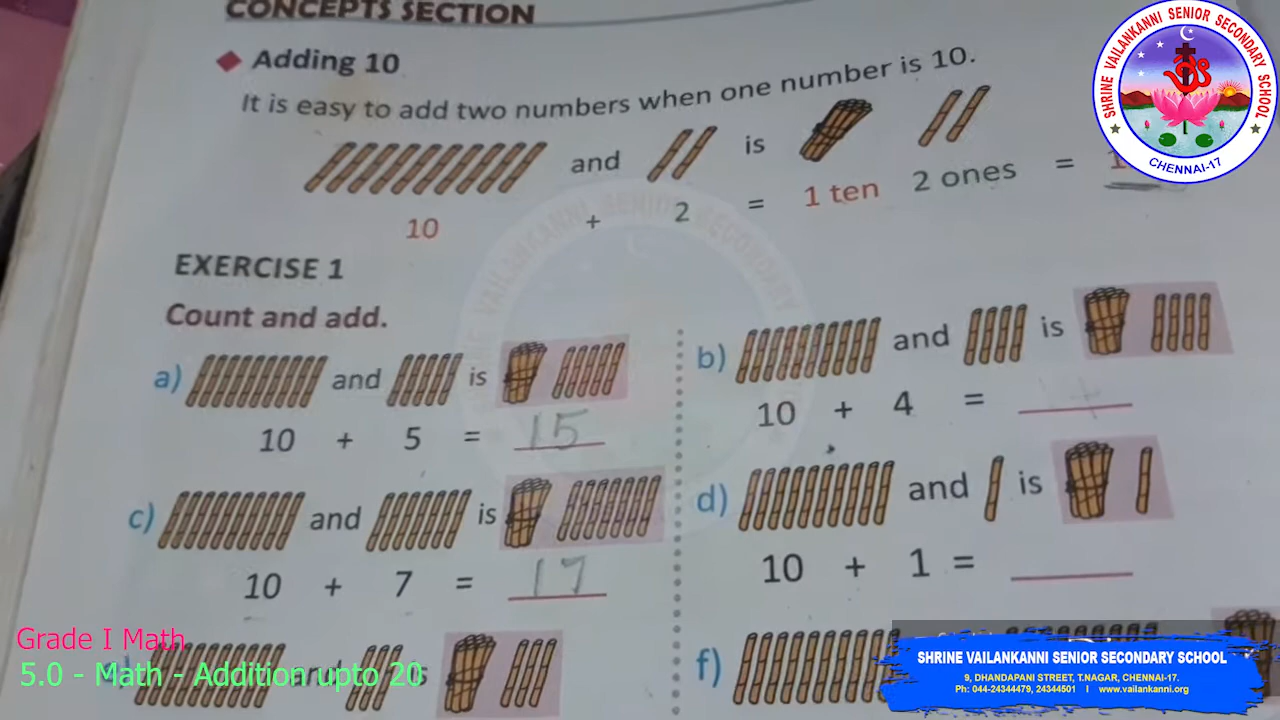 CONCEPTS SECTION
Adding 10
It is easy to add two numbers when one number is 10.
and is
10 + 2 = 1 ten 2 ones =
EXERCISE 1
Count and add.
a) and is
10 + 5 = 15
b) and is
10 + 4 =
c) and is
10 + 7 = 17
d) and is
10 + 1 =
and
f)
Grade I Math
5.0 - Math - Addition upto 20
SHRINE VAILANKANNI SENIOR SECONDARY SCHOOL
CHENNAI-17
SHRINE VAILANKANNI SENIOR SECONDARY SCHOOL
9, DHANDAPANI STREET, T.NAGAR, CHENNAI-17.
Ph: 044-24344479, 24344501 I www.vailankanni.org